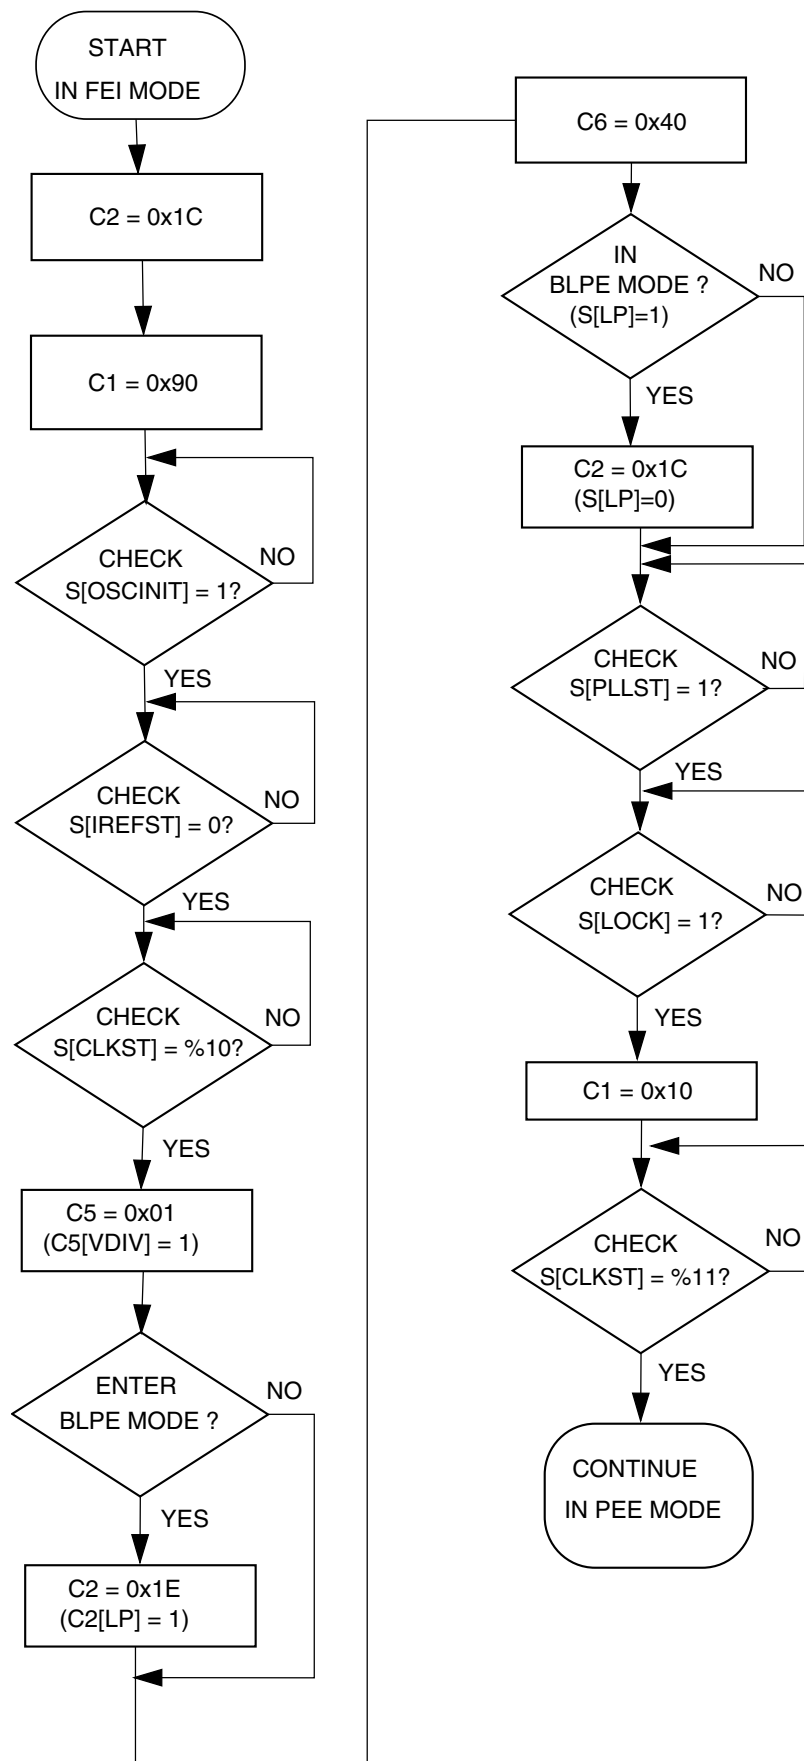 START
IN FEI MODE
C2 = 0x1C
C1 = 0x90
CHECK
S[OSCINIT] = 1?
NO
YES
CHECK
S[IREFST] = 0?
NO
YES
CHECK
S[CLKST] = %10?
NO
YES
C5 = 0x01
(C5[VDIV] = 1)
ENTER
BLPE MODE ?
NO
YES
C2 = 0x1E
(C2[LP] = 1)
C6 = 0x40
IN
BLPE MODE ?
(S[LP]=1)
NO
YES
C2 = 0x1C
(S[LP]=0)
CHECK
S[PLLST] = 1?
NO
YES
CHECK
S[LOCK] = 1?
NO
YES
C1 = 0x10
CHECK
S[CLKST] = %11?
NO
YES
CONTINUE
IN PEE MODE